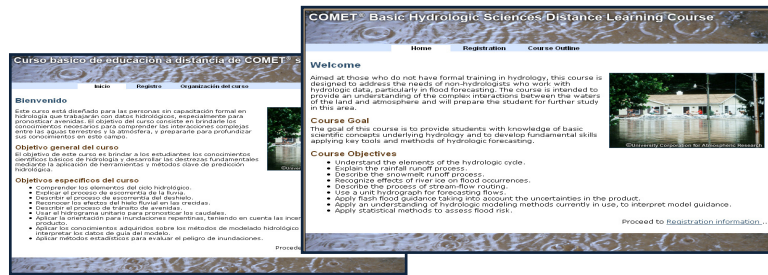 Curso básico de educación a distancia de COMET® s
Inicio Registro Organización del curso
Bienvenido
Este curso está diseñado para las personas sin capacitación formal en
hidrología que trabajarán con datos hidrológicos, especialmente para
pronosticar avenidas. El objetivo del curso consiste en brindarle los
conocimientos necesarios para comprender las interacciones complejas
entre las aguas terrestres y la atmósfera, y prepararle para profundizar
sus conocimientos en este campo.
Objetivo general del curso
El objetivo de este curso es brindar a los estudiantes los conocimientos
científicos básicos de hidrología y desarrollar las destrezas fundamentales
mediante la aplicación de herramientas y métodos clave de predicción
hidrológica.
Objetivos específicos del curso
Comprender los elementos del ciclo hidrológico.
Explicar el proceso de escorrentía de la lluvia.
Describir el proceso de escorrentía del deshielo.
Reconocer los efectos del hielo fluvial en las crecidas.
Describir el proceso de tránsito de avenidas.
Usar el hidrograma unitario para pronosticar los caudales.
Aplicar la orientación para inundaciones repentinas, teniendo en cuenta las incer
producto.
Aplicar los conocimientos adquiridos sobre los métodos de modelado hidrológico
interpretar los datos de guía del modelo.
Aplicar métodos estadísticos para evaluar el peligro de inundaciones.
Procede
COMET® Basic Hydrologic Sciences Distance Learning Course
Home Registration Course Outline
Welcome
Aimed at those who do not have formal training in hydrology, this course is
designed to address the needs of non-hydrologists who work with
hydrologic data, particularly in flood forecasting. The course is intended to
provide an understanding of the complex interactions between the waters
of the land and atmosphere and will prepare the student for further study
in this area.
Course Goal
The goal of this course is to provide students with knowledge of basic
scientific concepts underlying hydrology and to develop fundamental skills
applying key tools and methods of hydrologic forecasting.
©University Corporation for Atmospheric Research
Course Objectives
Understand the elements of the hydrologic cycle.
Explain the rainfall runoff process.
Describe the snowmelt runoff process.
Recognize effects of river ice on flood occurrences.
Describe the process of stream-flow routing.
Use a unit hydrograph for forecasting flows.
Apply flash flood guidance taking into account the uncertainties in the product.
Apply an understanding of hydrologic modeling methods currently in use, to interpret model guidance.
Apply statistical methods to assess flood risk.
Proceed to Registration information...